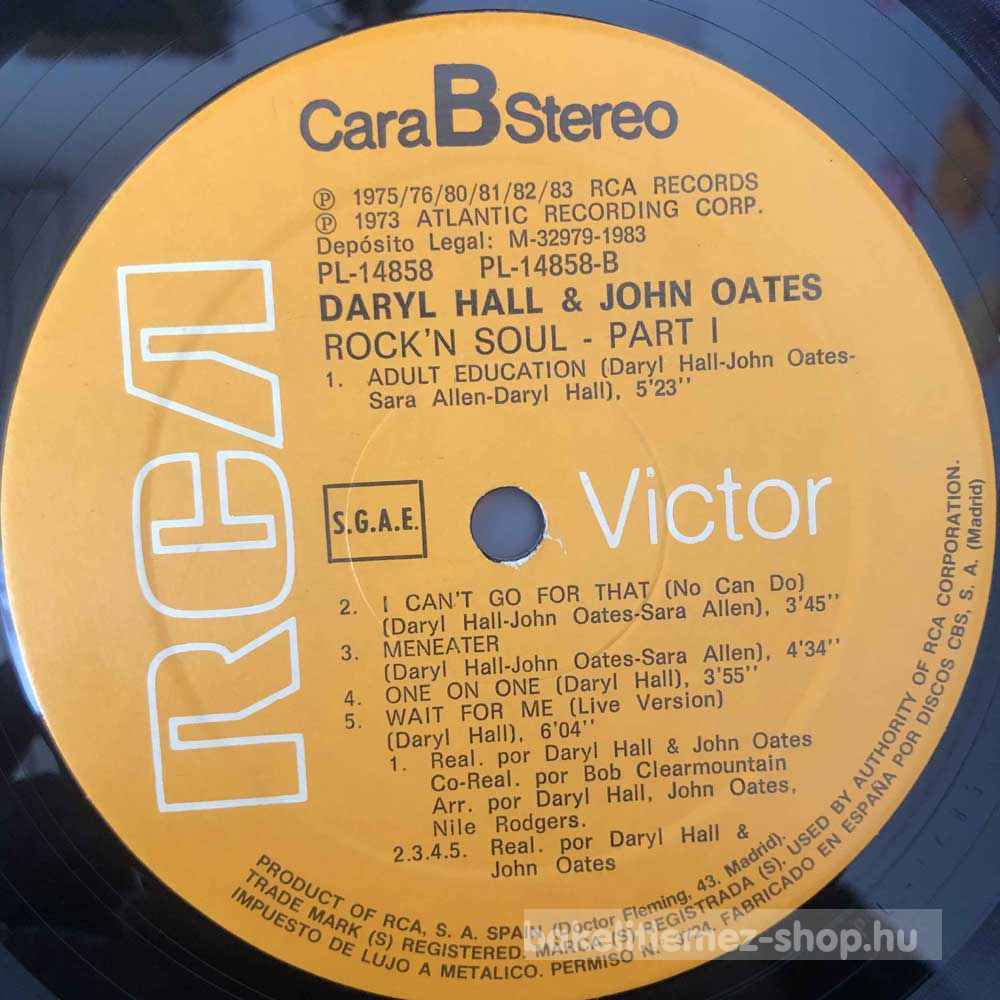 Cara B Stereo
℗ 1975/76/80/81/82/83 RCA RECORDS
℗ 1973 ATLANTIC RECORDING CORP.
Depósito Legal: M-32979-1983
PL-14858 PL-14858-B
DARYL HALL & JOHN OATES
ROCK'N SOUL - PART I
1. ADULT EDUCATION (Daryl Hall-John Oates-
Sara Allen-Daryl Hall), 5'23''
RCA
S.G.A.E.
Victor
2. I CAN'T GO FOR THAT (No Can Do)
(Daryl Hall-John Oates-Sara Allen), 3'45''
3. MENEATER
(Daryl Hall-John Oates-Sara Allen), 4'34''
4. ONE ON ONE (Daryl Hall), 3'55''
5. WAIT FOR ME (Live Version)
(Daryl Hall), 6'04''
1. Real. por Daryl Hall & John Oates
Co-Real. por Bob Clearmountain
Arr. por Daryl Hall, John Oates,
Nile Rodgers.
2.3.4.5. Real. por Daryl Hall &
John Oates
PRODUCT OF RCA, S. A. SPAIN (Doctor Fleming, 43. Madrid).
TRADE MARK (S) REGISTERED. MARCA (S) REGISTRADA (S). USED BY AUTHORITY OF RCA CORPORATION.
IMPUESTO DE LUJO A METALICO. PERMISO N. 3724. FABRICADO EN ESPAÑA POR DISCOS CBS, S. A. (Madrid)
bakelitlemez-shop.hu